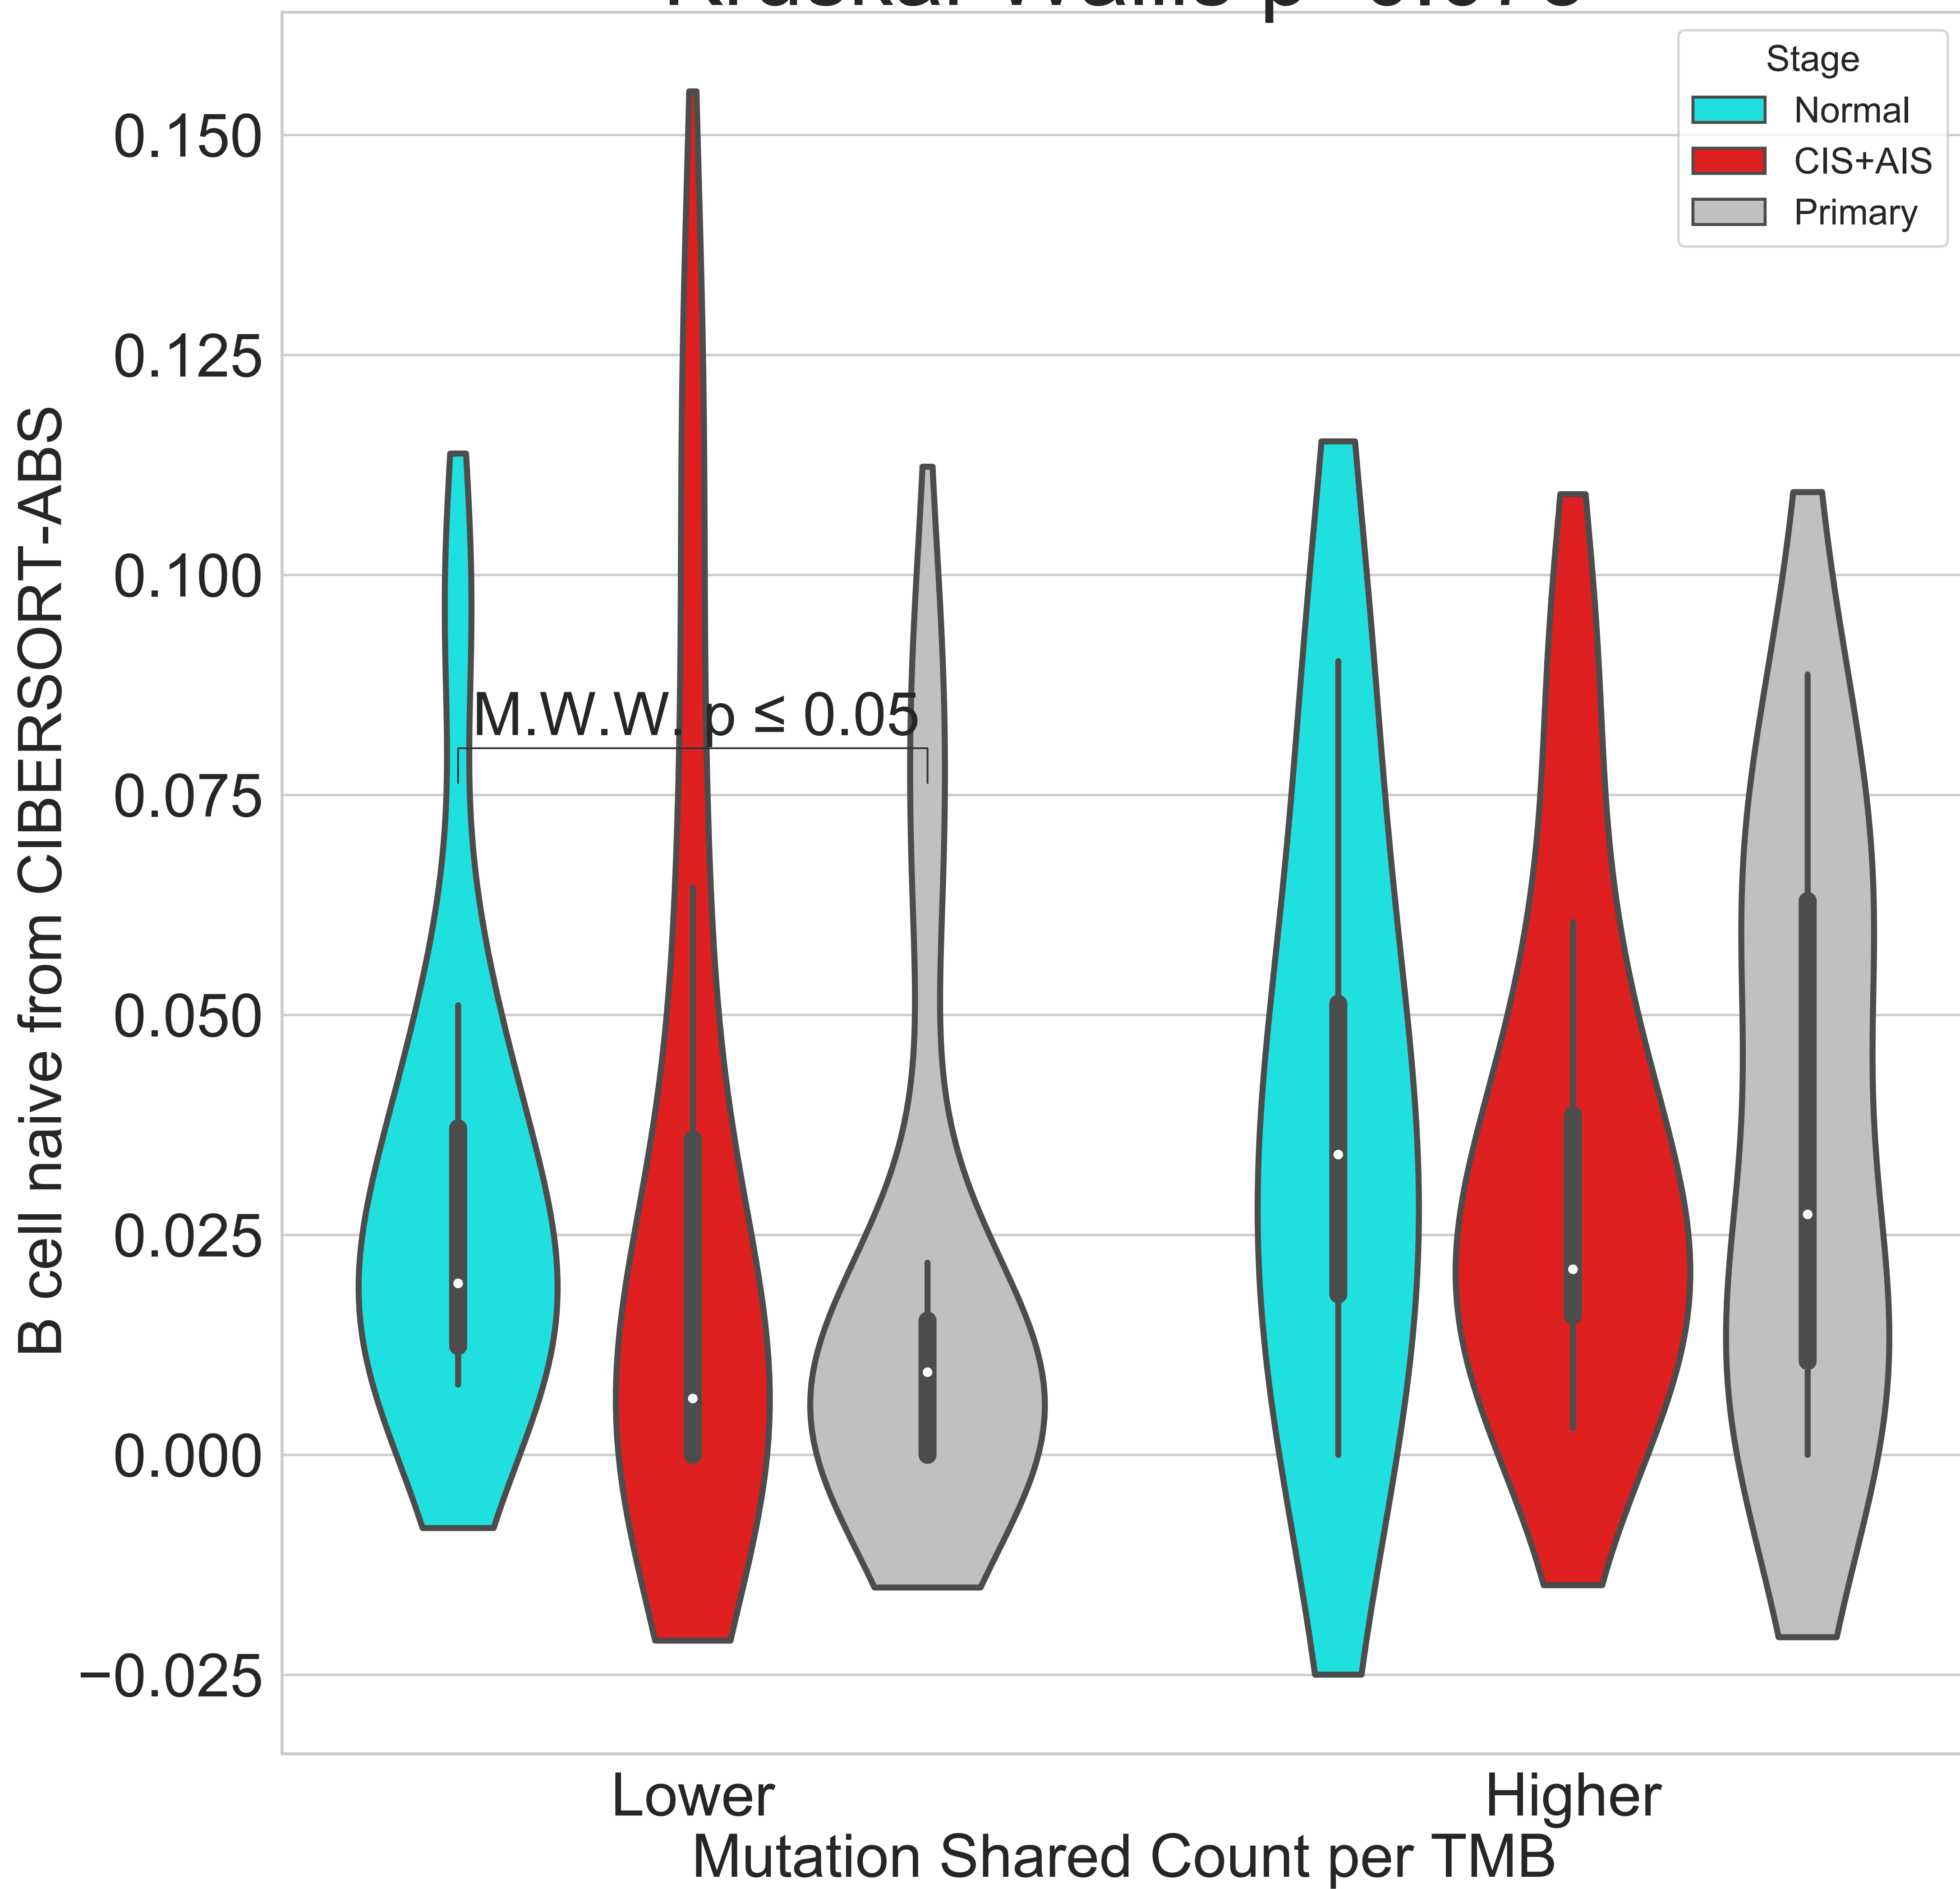 Stage
Normal
CIS+AIS
Primary
0.150
0.125
0.100
0.075
0.050
0.025
0.000
−0.025
B cell naive from CIBERSORT-ABS
M.W.W. p ≤ 0.05
Lower
Higher
Mutation Shared Count per TMB